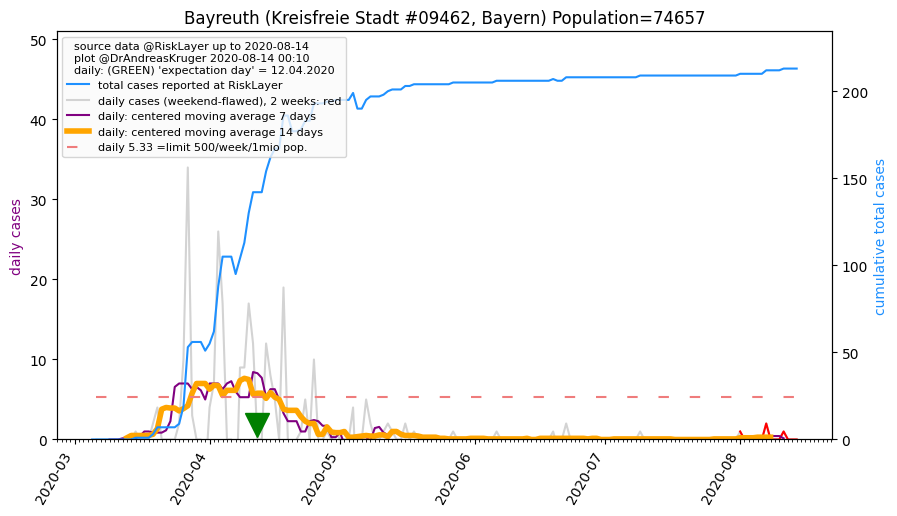 Bayreuth (Kreisfreie Stadt #09462, Bayern) Population=74657
source data @RiskLayer up to 2020-08-14
plot @DrAndreasKruger 2020-08-14 00:10
daily: (GREEN) 'expectation day' = 12.04.2020
total cases reported at RiskLayer
daily cases (weekend-flawed), 2 weeks: red
daily: centered moving average 7 days
daily: centered moving average 14 days
daily 5.33 =limit 500/week/1mio pop.
50
40
30
20
10
0
daily cases
200
150
100
50
0
cumulative total cases
2020-03
2020-04
2020-05
2020-06
2020-07
2020-08